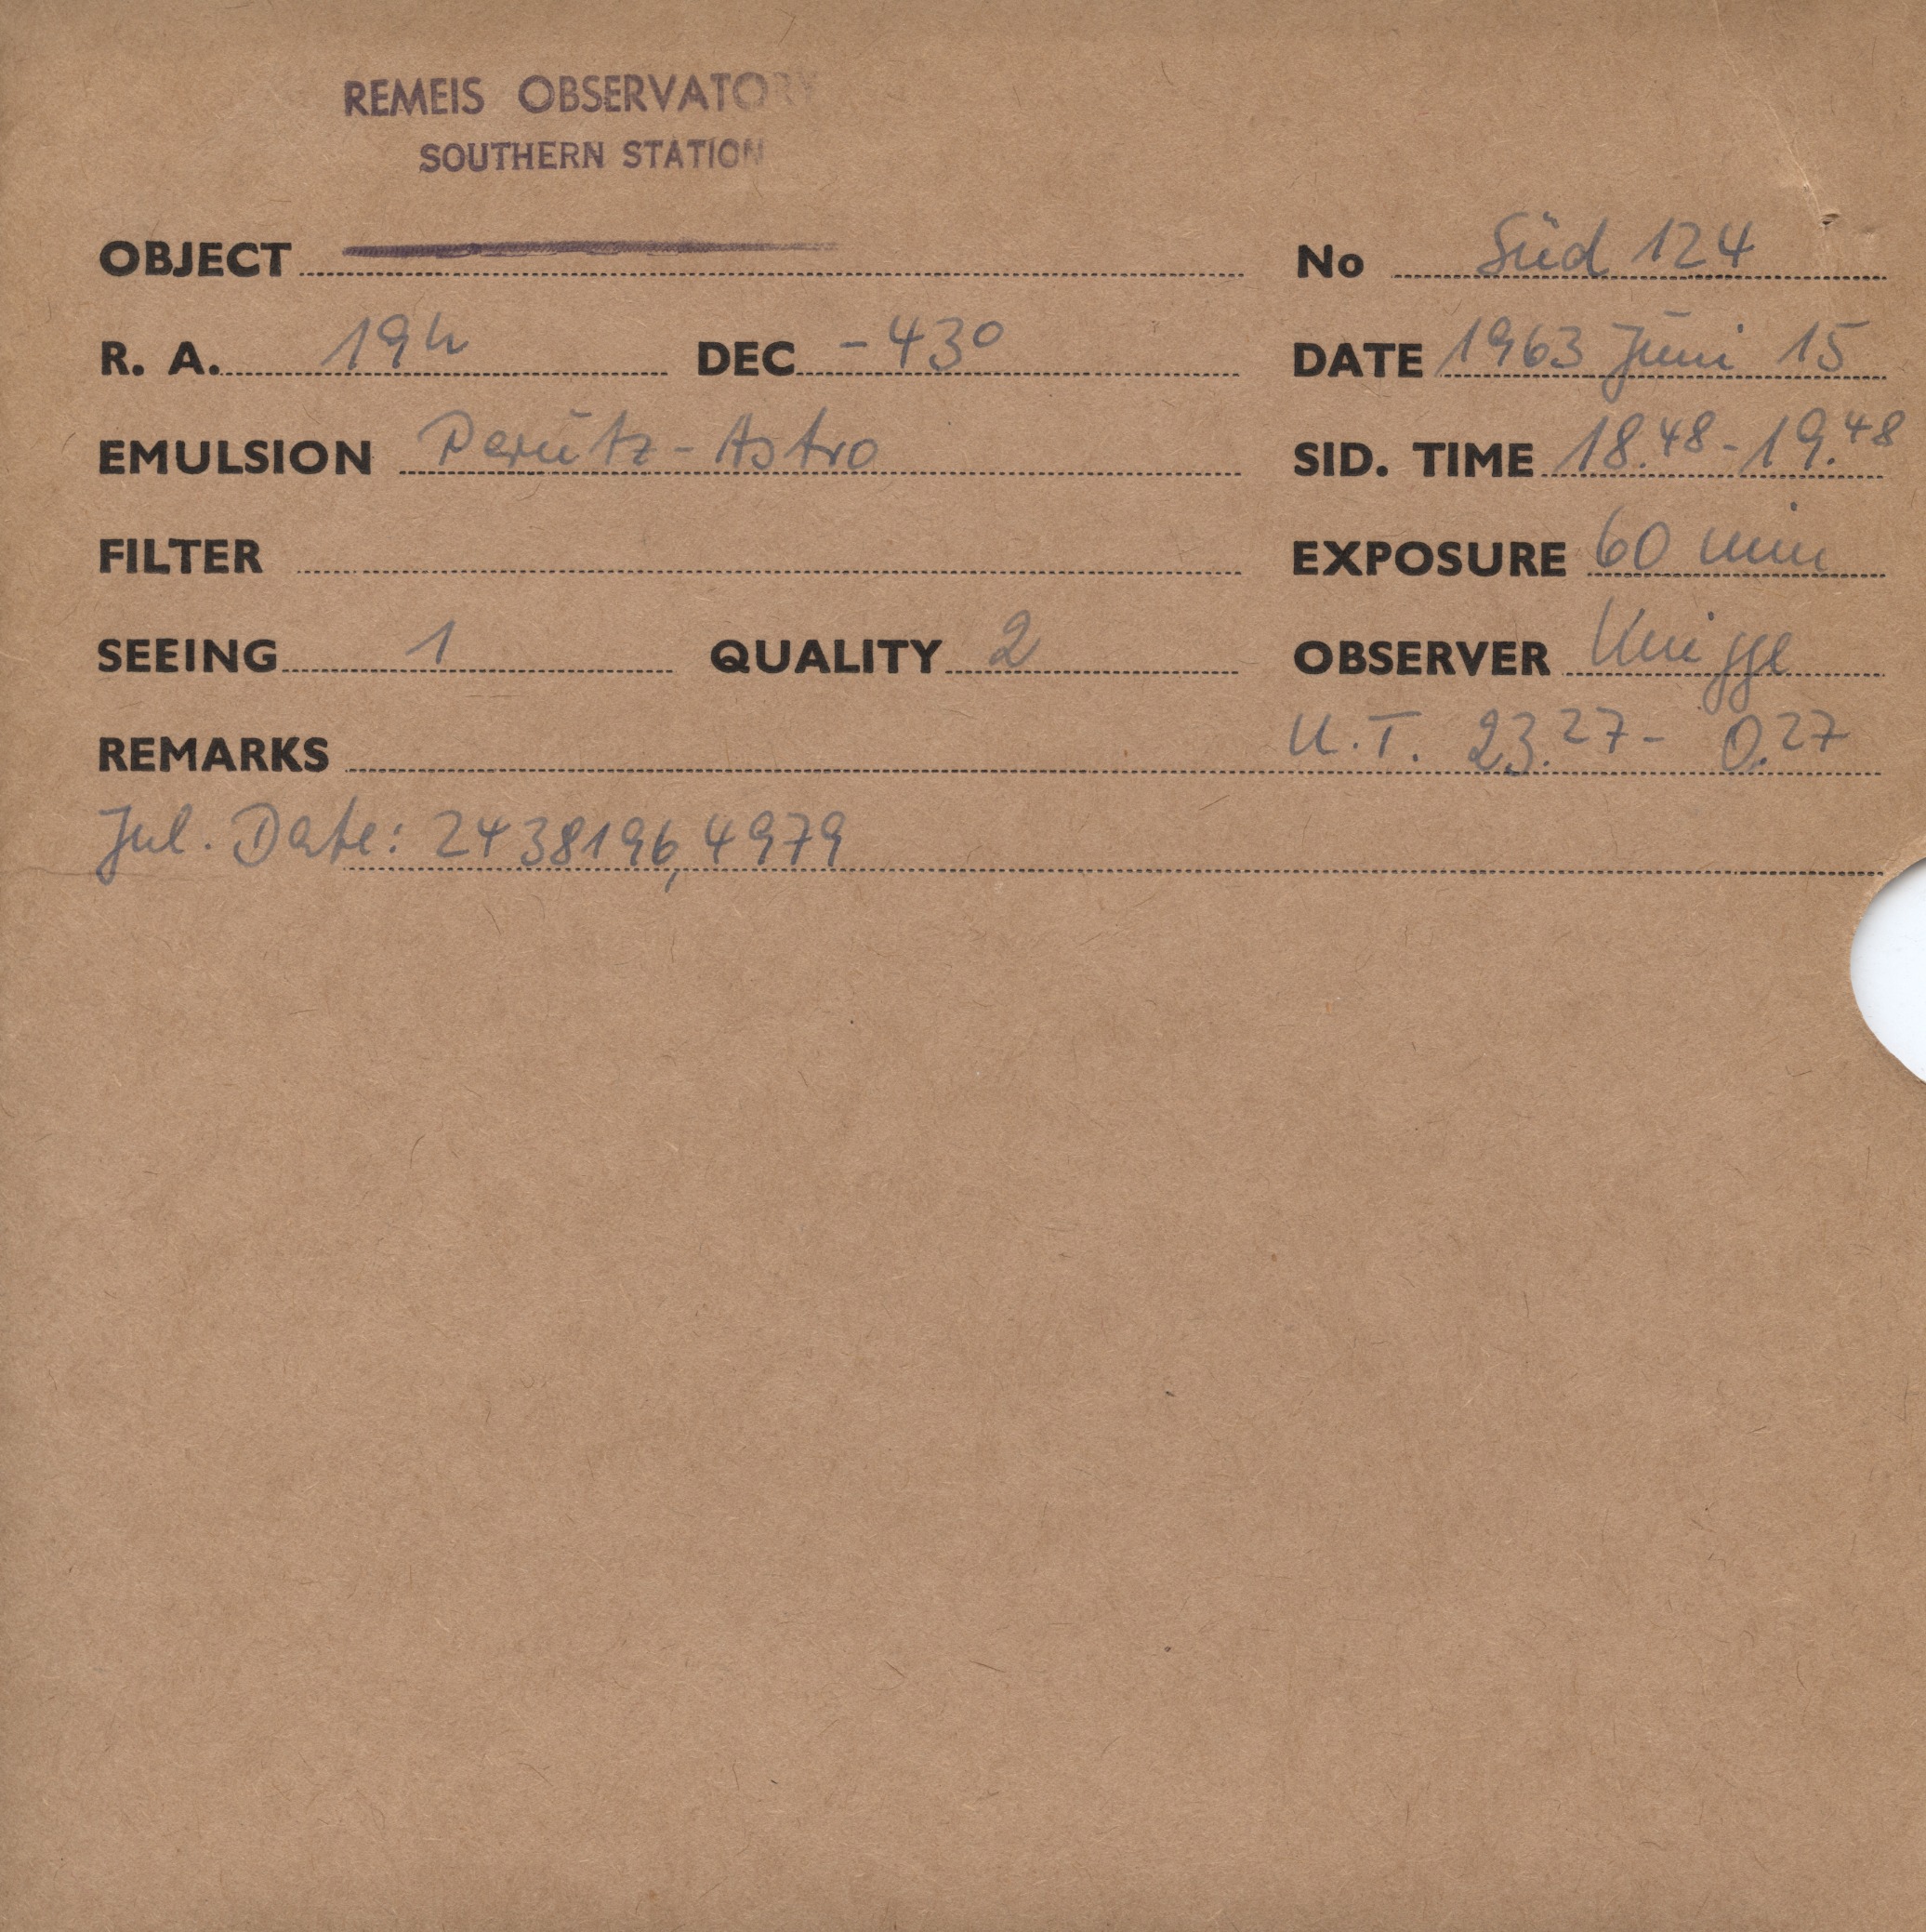 REMEIS OBSERVATORY
SOUTHERN STATION
OBJECT No Süd 124
R. A. 19h DEC -43° DATE 1963 Juni 15
EMULSION Perutz-Astro SID. TIME 18.48-19.48
FILTER EXPOSURE 60 min
SEEING 1 QUALITY 2 OBSERVER Knigge
REMARKS U.T. 23.27- 0.27
Jul. Date: 2438196,4979